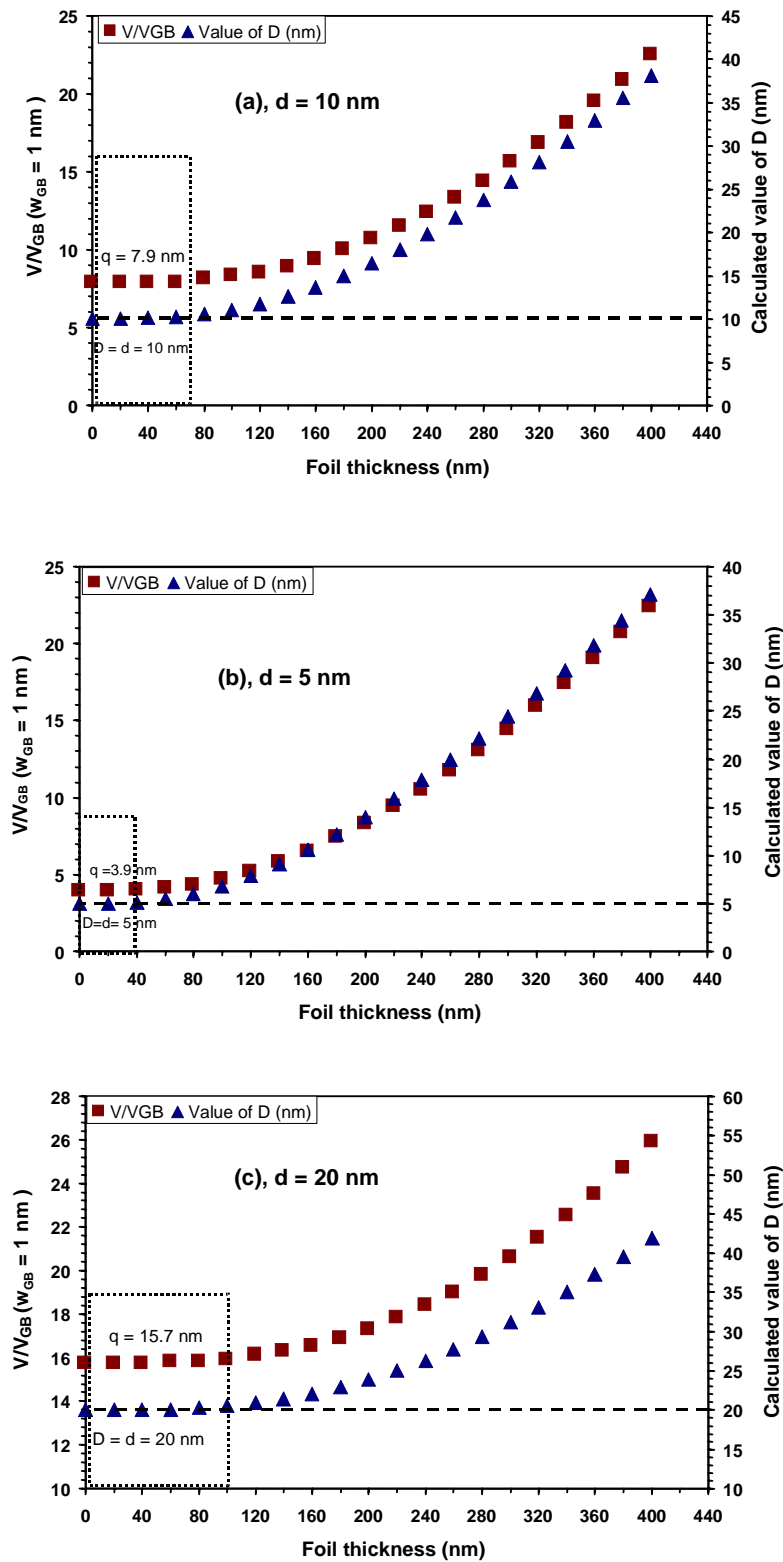 V/VGB Value of D (nm)
(a), d = 10 nm
q = 7.9 nm
D = d = 10 nm
V/VGB (wGB = 1 nm )
25
20
15
10
5
0
Calculated value of D (nm)
45
40
35
30
25
20
15
10
5
0
0 40 80 120 160 200 240 280 320 360 400 440
Foil thickness (nm)
V/VGB Value of D (nm)
(b), d = 5 nm
q =3.9 nm
D=d= 5 nm
V/VGB (wGB = 1 nm )
25
20
15
10
5
0
Calculated value of D (nm)
40
35
30
25
20
15
10
5
0
0 40 80 120 160 200 240 280 320 360 400 440
Foil thickness (nm)
V/VGB Value of D (nm)
(c), d = 20 nm
q = 15.7 nm
D = d = 20 nm
V/VGB (wGB = 1 nm )
28
26
24
22
20
18
16
14
12
10
Calculated value of D (nm)
60
55
50
45
40
35
30
25
20
15
10
0 40 80 120 160 200 240 280 320 360 400 440
Foil thickness (nm)